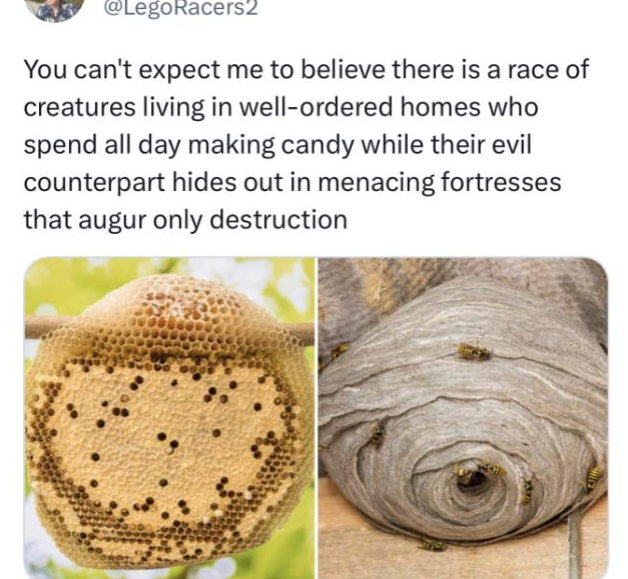 @LegoRacers2
You can't expect me to believe there is a race of
creatures living in well-ordered homes who
spend all day making candy while their evil
counterpart hides out in menacing fortresses
that augur only destruction